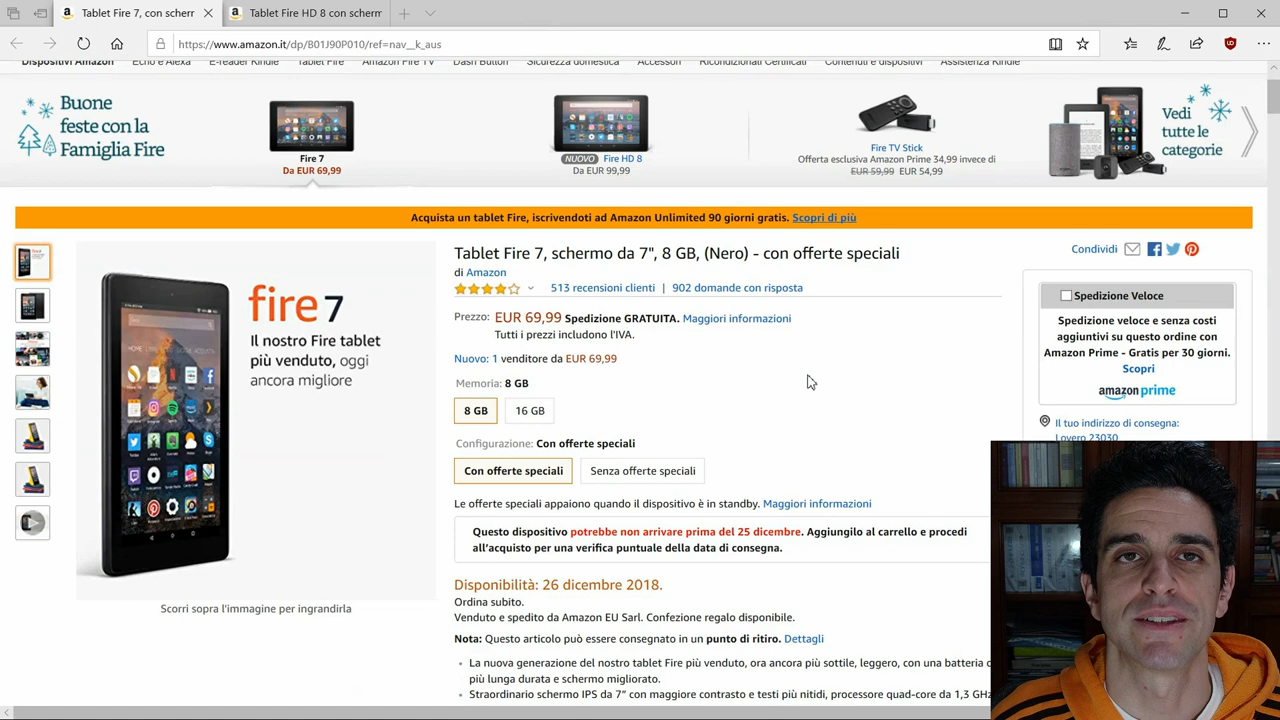 Tablet Fire 7, con scherr
Tablet Fire HD 8 con scherm
https://www.amazon.it/dp/B01J90P010/ref=nav__k_aus
Dispositivi Amazon Echo e Alexa E-reader Kindle Tablet Fire Amazon Fire TV Dash Button Sicurezza domestica Accessori Ricondizionati Certificati Contenuti e dispositivi Assistenza Kindle
Buone
feste con la
Famiglia Fire
Fire 7
Da EUR 69,99
NUOVO Fire HD 8
Da EUR 99,99
Fire TV Stick
Offerta esclusiva Amazon Prime 34,99 invece di
EUR 59,99 EUR 54,99
Vedi
tutte le
categorie
Acquista un tablet Fire, iscrivendoti ad Amazon Unlimited 90 giorni gratis. Scopri di più
fire 7
Il nostro Fire tablet
più venduto, oggi
ancora migliore
Scorri sopra l'immagine per ingrandirla
Tablet Fire 7, schermo da 7", 8 GB, (Nero) - con offerte speciali
di Amazon
513 recensioni clienti | 902 domande con risposta
Prezzo: EUR 69,99 Spedizione GRATUITA. Maggiori informazioni
Tutti i prezzi includono l'IVA.
Nuovo: 1 venditore da EUR 69,99
Memoria: 8 GB
8 GB 16 GB
Configurazione: Con offerte speciali
Con offerte speciali Senza offerte speciali
Le offerte speciali appaiono quando il dispositivo è in standby. Maggiori informazioni
Questo dispositivo potrebbe non arrivare prima del 25 dicembre. Aggiungilo al carrello e procedi
all'acquisto per una verifica puntuale della data di consegna.
Disponibilità: 26 dicembre 2018.
Ordina subito.
Venduto e spedito da Amazon EU Sarl. Confezione regalo disponibile.
Nota: Questo articolo può essere consegnato in un punto di ritiro. Dettagli
• La nuova generazione del nostro tablet Fire più venduto, ora ancora più sottile, leggero, con una batteria c
più lunga durata e schermo migliorato.
• Straordinario schermo IPS da 7" con maggiore contrasto e testi più nitidi, processore quad-core da 1,3 GHz
Condividi
Spedizione Veloce
Spedizione veloce e senza costi
aggiuntivi su questo ordine con
Amazon Prime - Gratis per 30 giorni.
Scopri
amazon prime
Il tuo indirizzo di consegna:
Lovero 23030